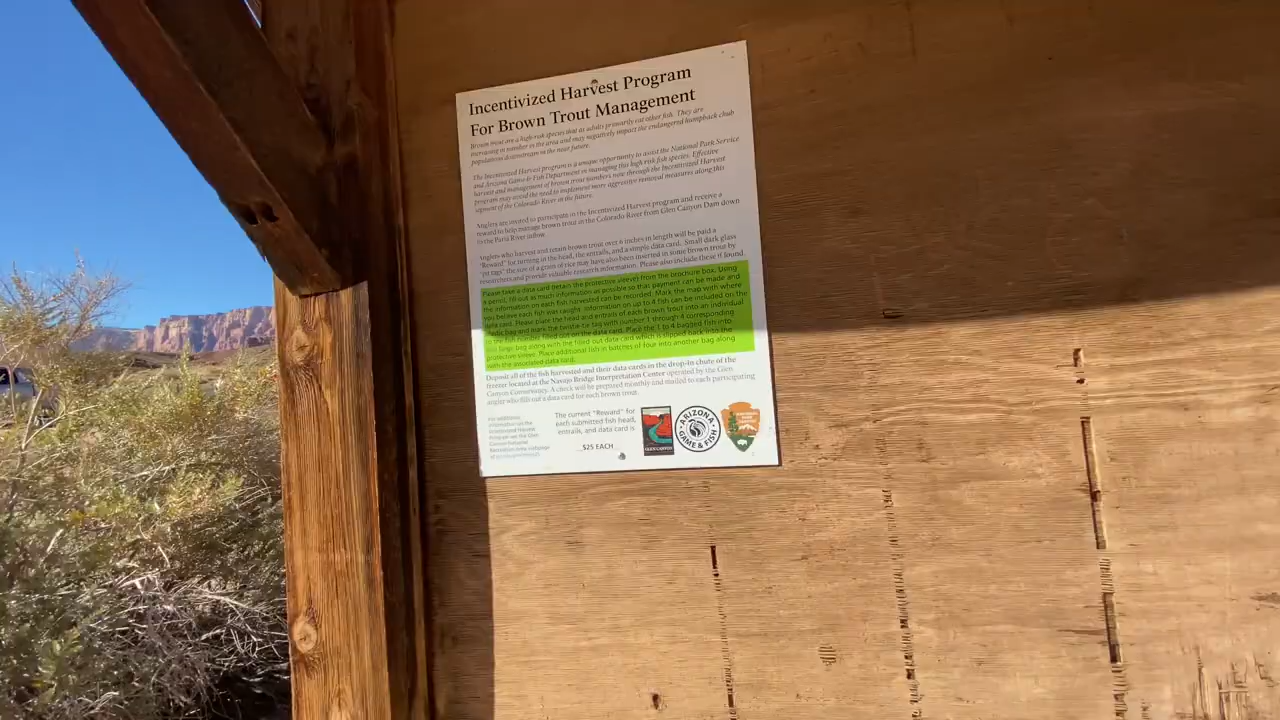 Incentivized Harvest Program
For Brown Trout Management
Brown trout are a high risk species that as adults primarily eat other fish. They are
increasing in number in the area and may negatively impact the endangered humpback chub
populations downstream in the near future.
The Incentivized Harvest program is a unique opportunity to assist the National Park Service
and Arizona Game & Fish Department in managing this high risk fish species. Effective
harvest and management of brown trout numbers now through the Incentivized Harvest
program may avoid the need to implement more aggressive removal measures along this
segment of the Colorado River in the future.
Anglers are invited to participate in the Incentivized Harvest program and receive a
reward to help manage brown trout in the Colorado River from Glen Canyon Dam down
to the Paria River inflow.
Anglers who harvest and retain brown trout over 6 inches in length will be paid a
"Reward" for turning in the head, the entrails, and a simple data card. Small dark glass
"pit tags" the size of a grain of rice may have also been inserted in some brown trout by
researchers and provide valuable research information. Please also include these if found.
Please take a data card (retain the protective sleeve) from the brochure box. Using
a pencil, fill out as much information as possible so that payment can be made and
the information on each fish harvested can be recorded. Mark the map with where
you believe each fish was caught. Information on up to 4 fish can be included on the
data card. Please place the head and entrails of each brown trout into an individual
plastic bag and mark the twistie-tie tag with number 1 through 4 corresponding
to the fish number filled out on the data card. Place the 1 to 4 bagged fish into
one large bag along with the filled out data card which is slipped back into the
protective sleeve. Place additional fish in batches of four into another bag along
with the associated data card.
Deposit all of the fish harvested and their data cards in the drop-in chute of the
freezer located at the Navajo Bridge Interpretation Center operated by the Glen
Canyon Conservancy. A check will be prepared monthly and mailed to each participating
angler who fills out a data card for each brown trout.
For additional
information on the
Incentivized Harvest
Program see the Glen
Canyon National
Recreation Area webpage
at
The current "Reward" for
each submitted fish head,
entrails, and data card is
$25 EACH
GLEN CANYON
ARIZONA
GAME & FISH